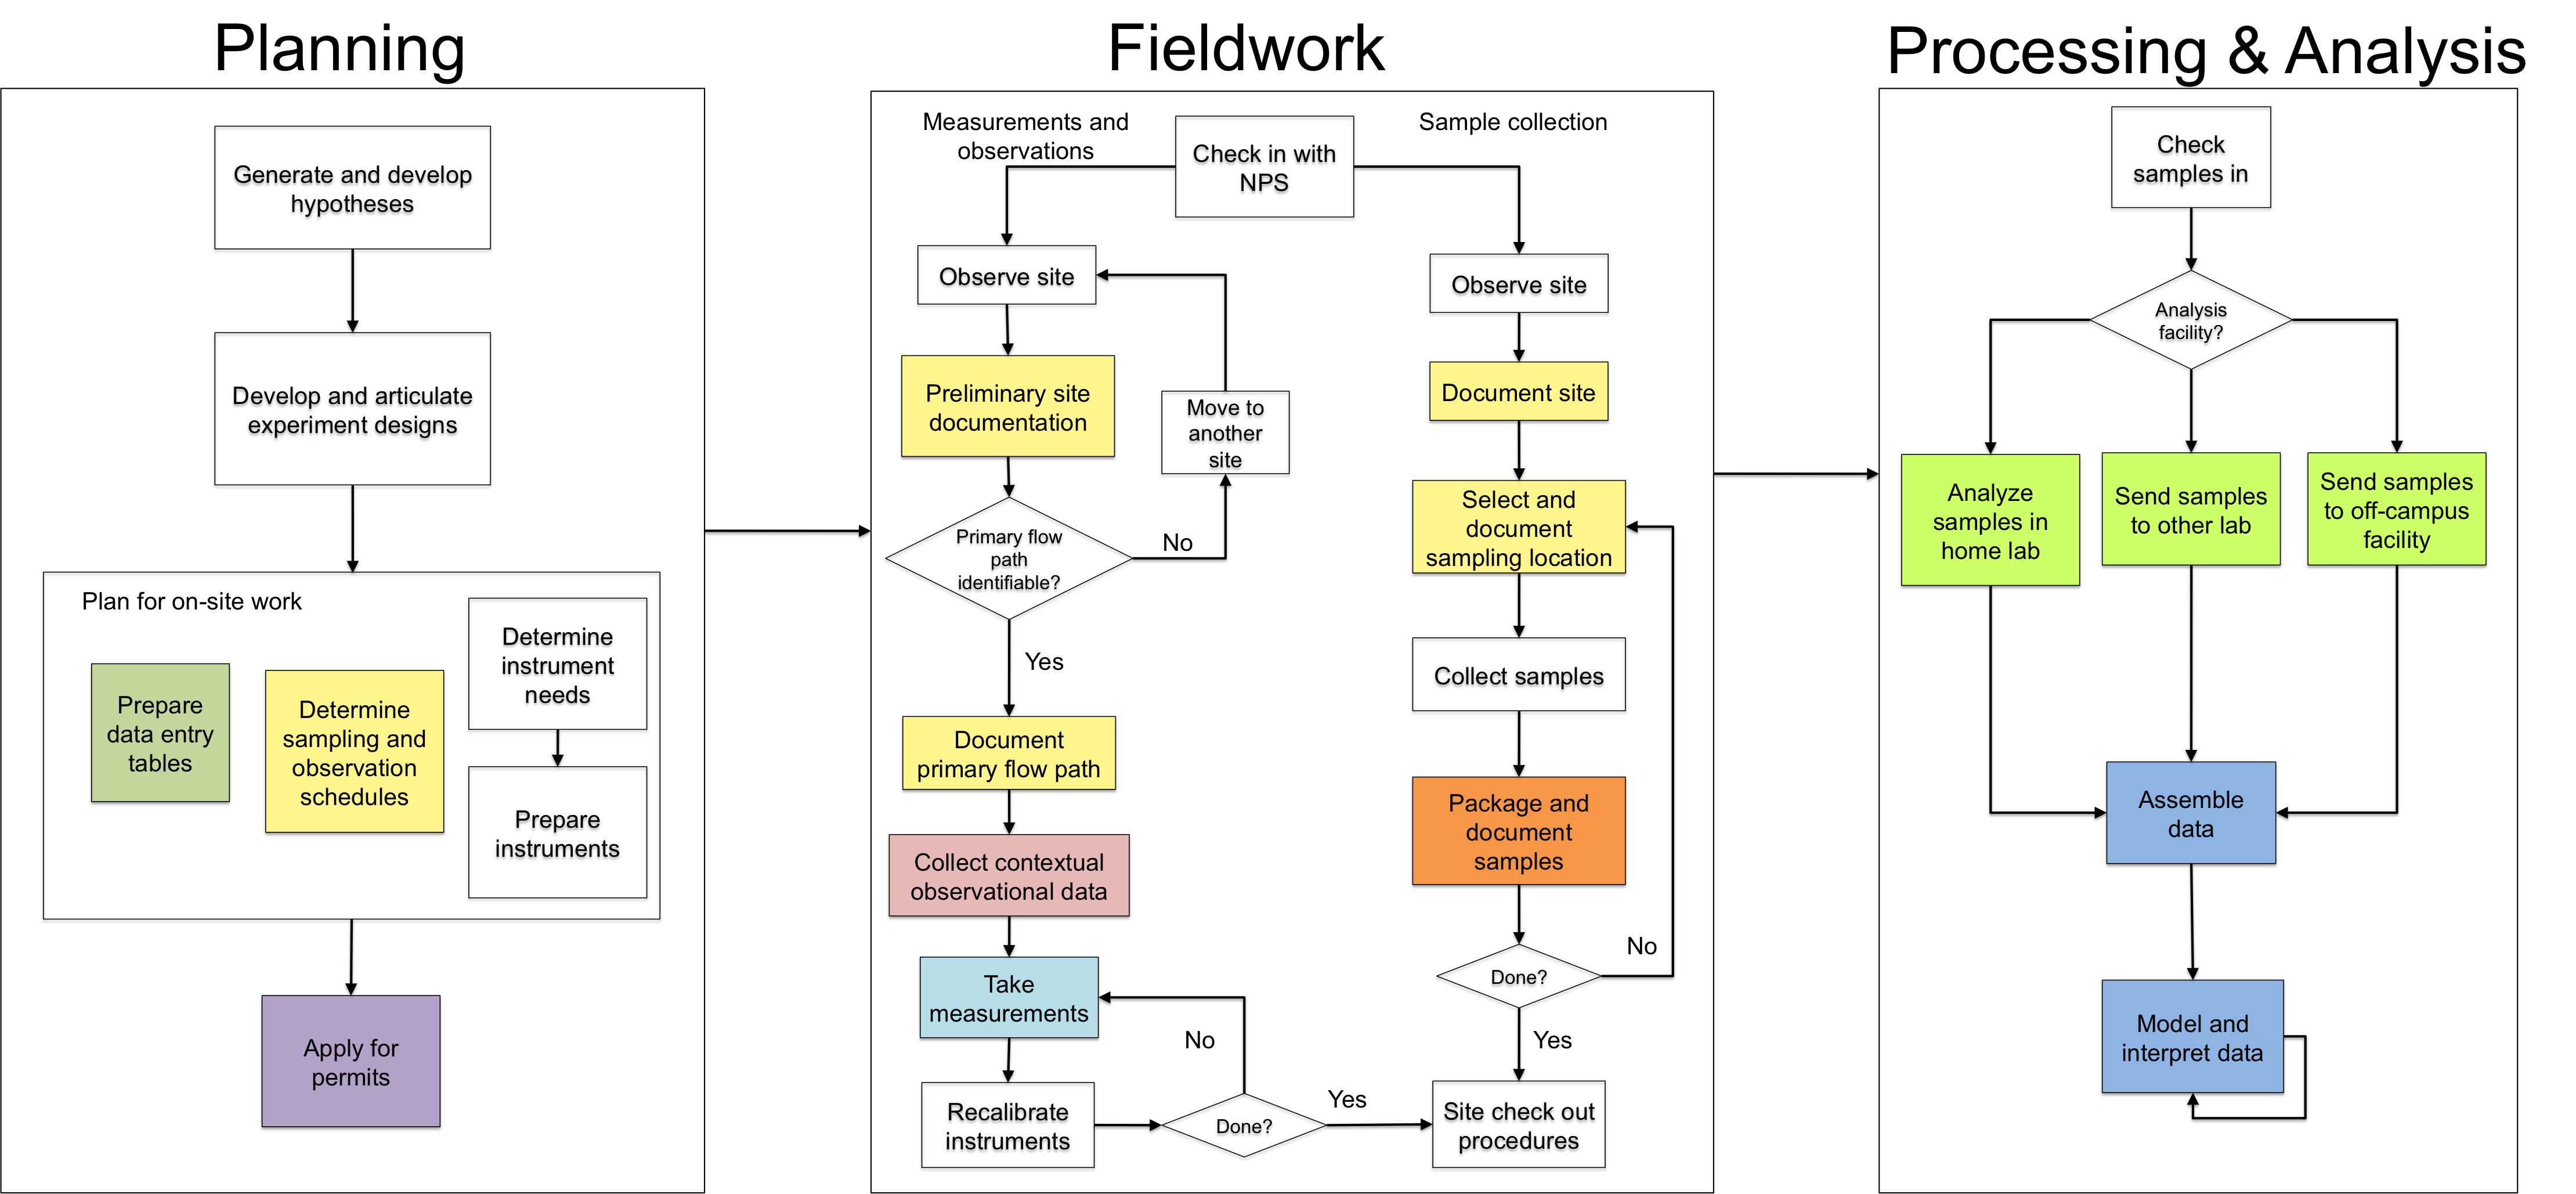 Planning
Generate and develop
hypotheses
Develop and articulate
experiment designs
Plan for on-site work
Prepare
data entry
tables
Determine
sampling and
observation
schedules
Determine
instrument
needs
Prepare
instruments
Apply for
permits
Fieldwork
Measurements and
observations
Check in with
NPS
Sample collection
Observe site
Preliminary site
documentation
Move to
another
site
Primary flow
path
identifiable?
No
Yes
Document
primary flow path
Collect contextual
observational data
Take
measurements
No
Recalibrate
instruments
Done?
Yes
Observe site
Document site
Select and
document
sampling location
Collect samples
Package and
document
samples
Done?
No
Yes
Site check out
procedures
Processing & Analysis
Check
samples in
Analysis
facility?
Analyze
samples in
home lab
Send samples
to other lab
Send samples
to off-campus
facility
Assemble
data
Model and
interpret data